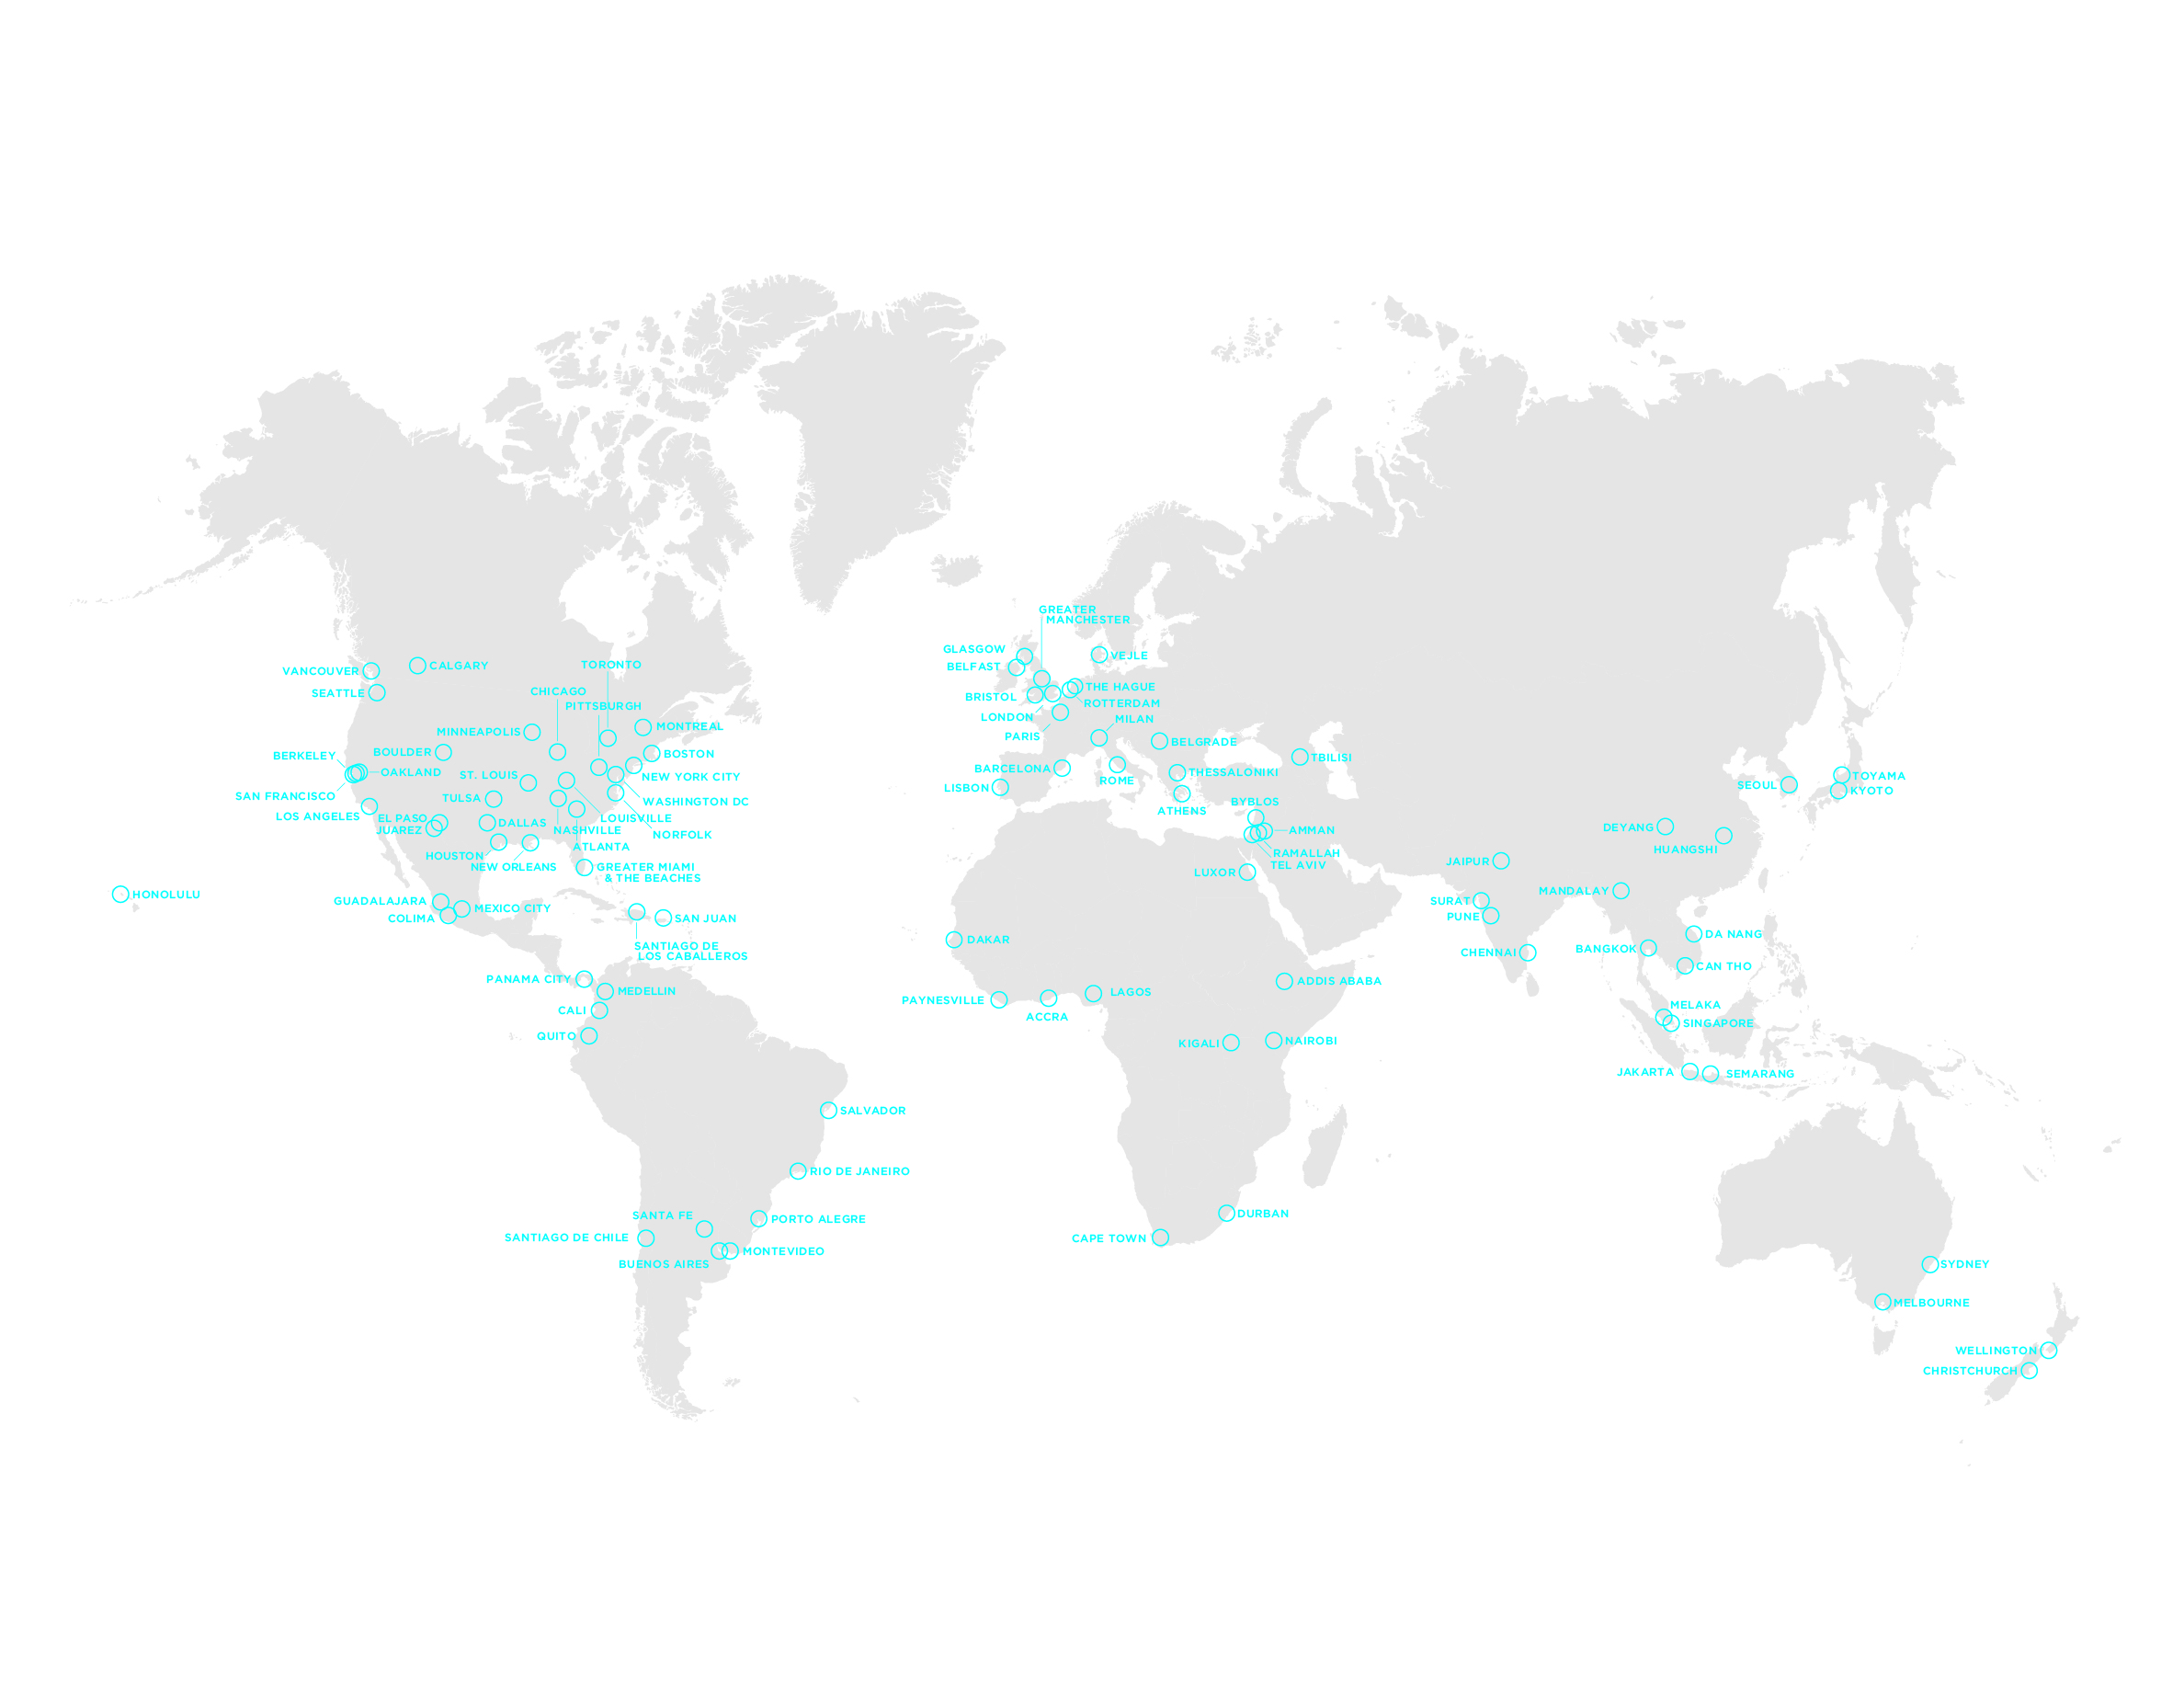 GREATER
MANCHESTER
GLASGOW
BELFAST
VEJLE
VANCOUVER
CALGARY
TORONTO
SEATTLE
CHICAGO
PITTSBURGH
THE HAGUE
BRISTOL
ROTTERDAM
LONDON
MILAN
PARIS
MINNEAPOLIS
MONTREAL
BELGRADE
BERKELEY
BOULDER
BOSTON
TBILISI
OAKLAND
ST. LOUIS
NEW YORK CITY
BARCELONA
ROME
THESSALONIKI
TOYAMA
SAN FRANCISCO
TULSA
WASHINGTON DC
LISBON
SEOUL
KYOTO
LOS ANGELES
EL PASO
JUAREZ
DALLAS
NASHVILLE
LOUISVILLE
NORFOLK
ATHENS
BYBLOS
AMMAN
DEYANG
HOUSTON
NEW ORLEANS
ATLANTA
RAMALLAH
TEL AVIV
HUANGSHI
GREATER MIAMI
& THE BEACHES
LUXOR
JAIPUR
HONOLULU
GUADALAJARA
COLIMA
MEXICO CITY
SAN JUAN
SURAT
PUNE
MANDALAY
SANTIAGO DE
LOS CABALLEROS
DAKAR
CHENNAI
BANGKOK
DA NANG
CAN THO
PANAMA CITY
MEDELLIN
CALI
QUITO
PAYNESVILLE
ACCRA
LAGOS
ADDIS ABABA
MELAKA
SINGAPORE
KIGALI
NAIROBI
JAKARTA
SEMARANG
SALVADOR
RIO DE JANEIRO
SANTA FE
PORTO ALEGRE
SANTIAGO DE CHILE
MONTEVIDEO
BUENOS AIRES
DURBAN
CAPE TOWN
SYDNEY
MELBOURNE
WELLINGTON
CHRISTCHURCH